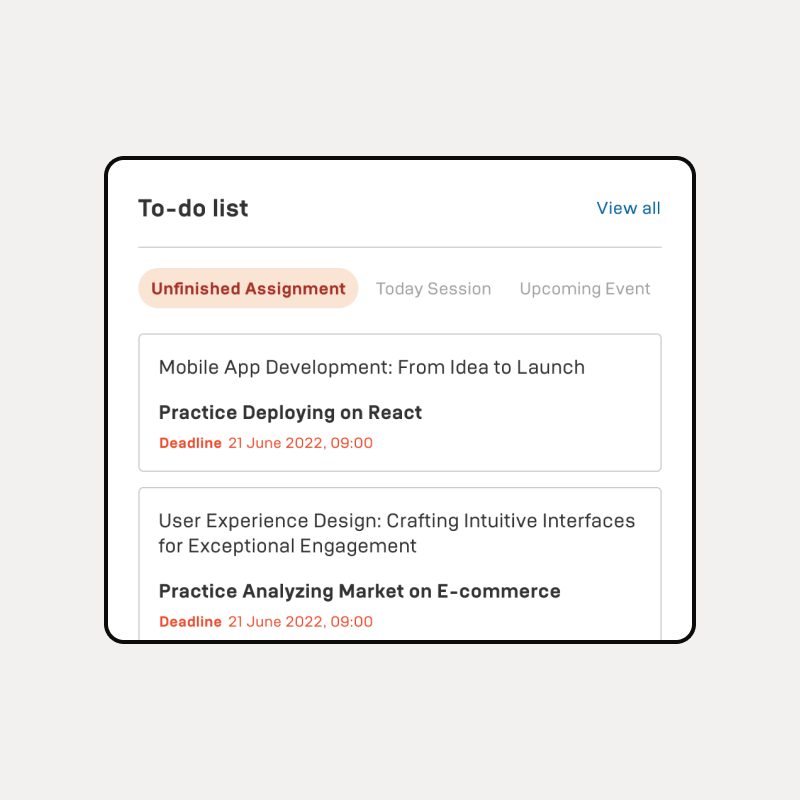 To-do list
View all
Unfinished Assignment
Today Session
Upcoming Event
Mobile App Development: From Idea to Launch
Practice Deploying on React
Deadline 21 June 2022, 09:00
User Experience Design: Crafting Intuitive Interfaces
for Exceptional Engagement
Practice Analyzing Market on E-commerce
Deadline 21 June 2022, 09:00